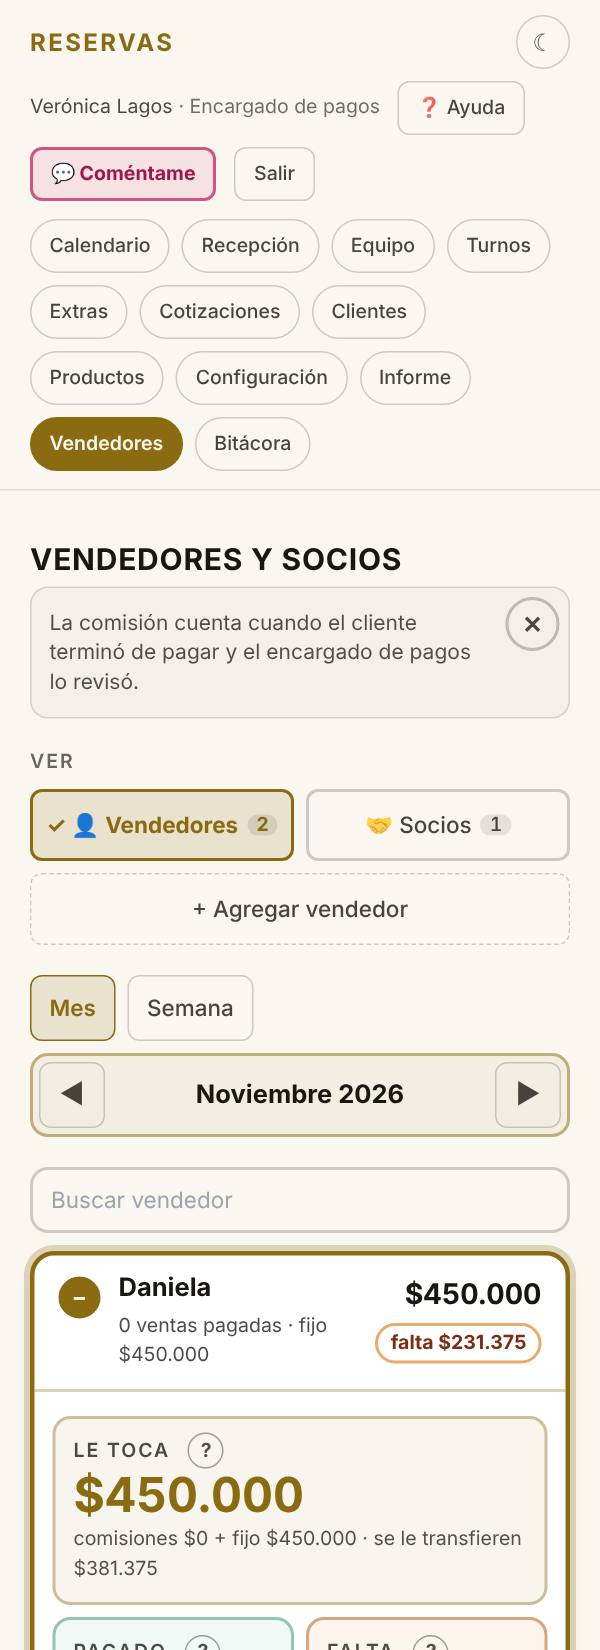 RESERVAS
☾
Verónica Lagos · Encargado de pagos
❓ Ayuda
💬 Coméntame
Salir
Calendario
Recepción
Equipo
Turnos
Extras
Cotizaciones
Clientes
Productos
Configuración
Informe
Vendedores
Bitácora
VENDEDORES Y SOCIOS
La comisión cuenta cuando el cliente
terminó de pagar y el encargado de pagos
lo revisó.
✕
VER
✓ 👤 Vendedores 2
🤝 Socios 1
+ Agregar vendedor
Mes
Semana
◀ Noviembre 2026 ▶
Buscar vendedor
– Daniela
$450.000
0 ventas pagadas · fijo
$450.000
falta $231.375
LE TOCA ?
$450.000
comisiones $0 + fijo $450.000 · se le transfieren
$381.375
PAGADO ?
FALTA ?